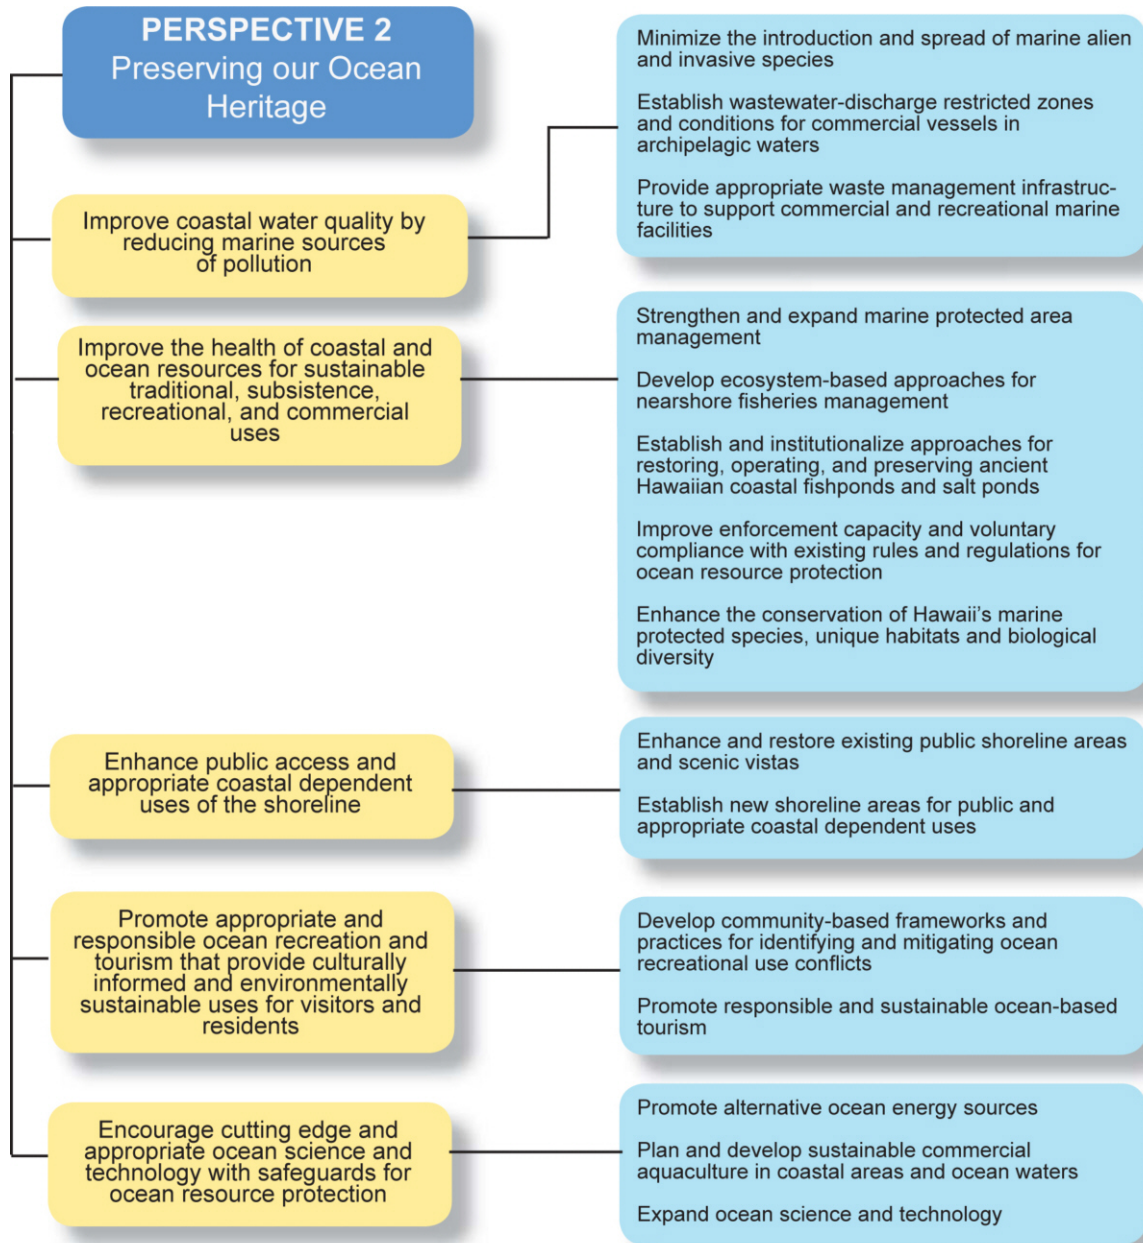 PERSPECTIVE 2
Preserving our Ocean
Heritage
Improve coastal water quality by
reducing marine sources
of pollution
Minimize the introduction and spread of marine alien
and invasive species
Establish wastewater-discharge restricted zones
and conditions for commercial vessels in
archipelagic waters
Provide appropriate waste management infrastruc-
ture to support commercial and recreational marine
facilities
Improve the health of coastal and
ocean resources for sustainable
traditional, subsistence,
recreational, and commercial
uses
Strengthen and expand marine protected area
management
Develop ecosystem-based approaches for
nearshore fisheries management
Establish and institutionalize approaches for
restoring, operating, and preserving ancient
Hawaiian coastal fishponds and salt ponds
Improve enforcement capacity and voluntary
compliance with existing rules and regulations for
ocean resource protection
Enhance the conservation of Hawaii's marine
protected species, unique habitats and biological
diversity
Enhance public access and
appropriate coastal dependent
uses of the shoreline
Enhance and restore existing public shoreline areas
and scenic vistas
Establish new shoreline areas for public and
appropriate coastal dependent uses
Promote appropriate and
responsible ocean recreation and
tourism that provide culturally
informed and environmentally
sustainable uses for visitors and
residents
Develop community-based frameworks and
practices for identifying and mitigating ocean
recreational use conflicts
Promote responsible and sustainable ocean-based
tourism
Encourage cutting edge and
appropriate ocean science and
technology with safeguards for
ocean resource protection
Promote alternative ocean energy sources
Plan and develop sustainable commercial
aquaculture in coastal areas and ocean waters
Expand ocean science and technology